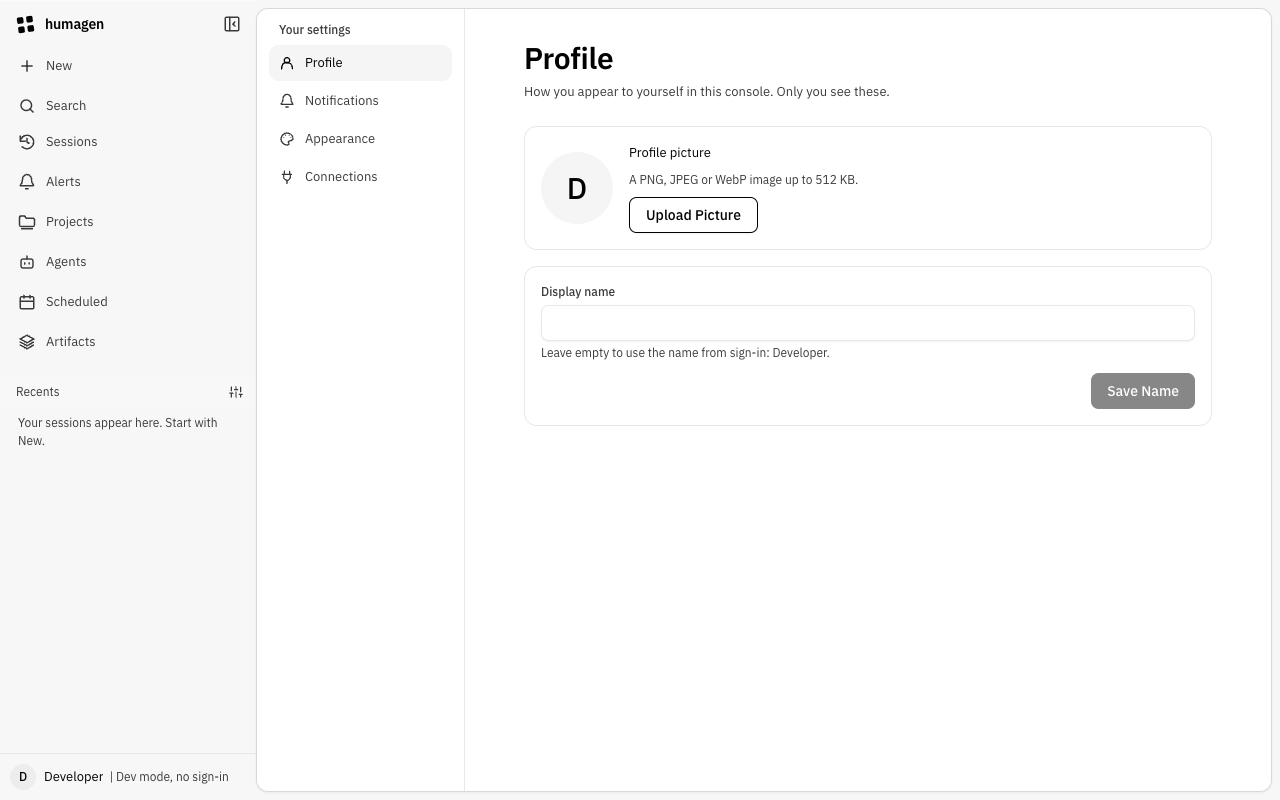 humagen
New
Search
Sessions
Alerts
Projects
Agents
Scheduled
Artifacts
Recents
Your sessions appear here. Start with
New.
D
Developer | Dev mode, no sign-in
Your settings
Profile
Notifications
Appearance
Connections
Profile
How you appear to yourself in this console. Only you see these.
D
Profile picture
A PNG, JPEG or WebP image up to 512 KB.
Upload Picture
Display name
Leave empty to use the name from sign-in: Developer.
Save Name